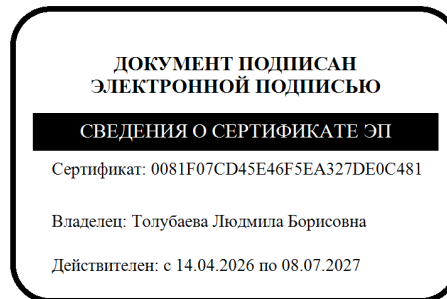 ДОКУМЕНТ ПОДПИСАН
ЭЛЕКТРОННОЙ ПОДПИСЬЮ
СВЕДЕНИЯ О СЕРТИФИКАТЕ ЭП
Сертификат: 0081F07CD45E46F5EA327DE0C481
Владелец: Толубаева Людмила Борисовна
Действителен: с 14.04.2026 по 08.07.2027